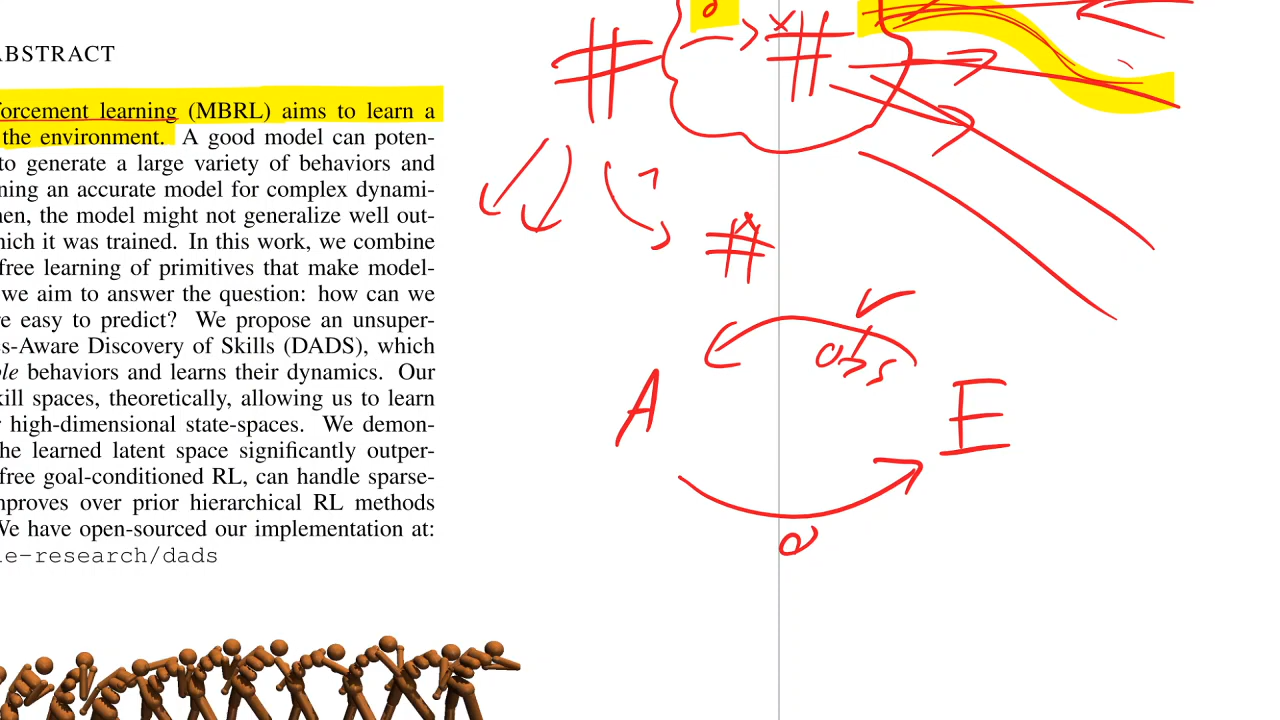 ABSTRACT
forcement learning (MBRL) aims to learn a
the environment. A good model can poten-
to generate a large variety of behaviors and
ning an accurate model for complex dynami-
hen, the model might not generalize well out-
hich it was trained. In this work, we combine
free learning of primitives that make model-
we aim to answer the question: how can we
re easy to predict? We propose an unsuper-
s-Aware Discovery of Skills (DADS), which
ble behaviors and learns their dynamics. Our
kill spaces, theoretically, allowing us to learn
r high-dimensional state-spaces. We demon-
he learned latent space significantly outper-
free goal-conditioned RL, can handle sparse-
mproves over prior hierarchical RL methods
We have open-sourced our implementation at:
le-research/dads
obs
A
E
a